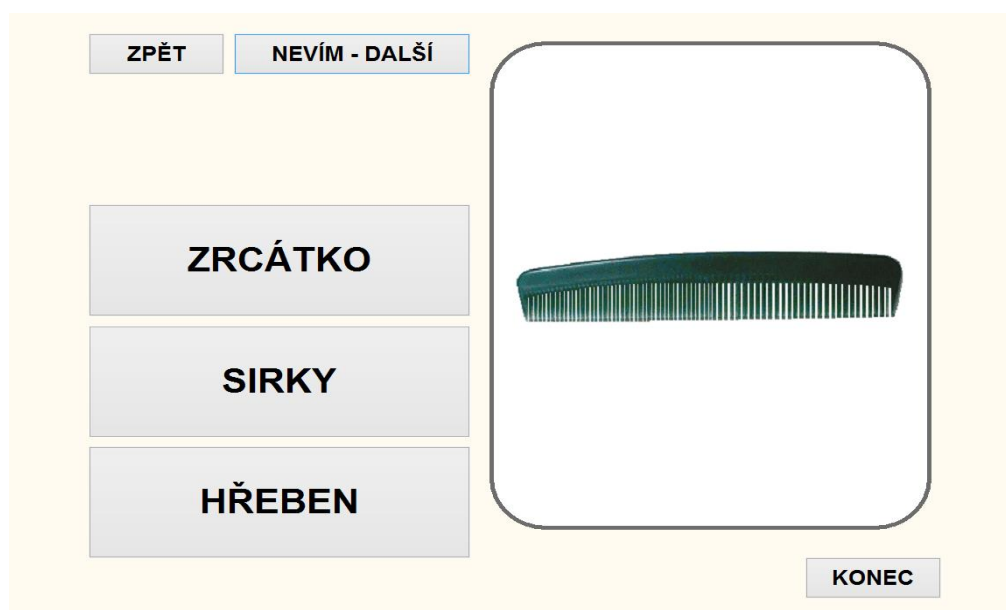 ZPĚT
NEVÍM - DALŠÍ
ZRCÁTKO
SIRKY
HŘEBEN
KONEC